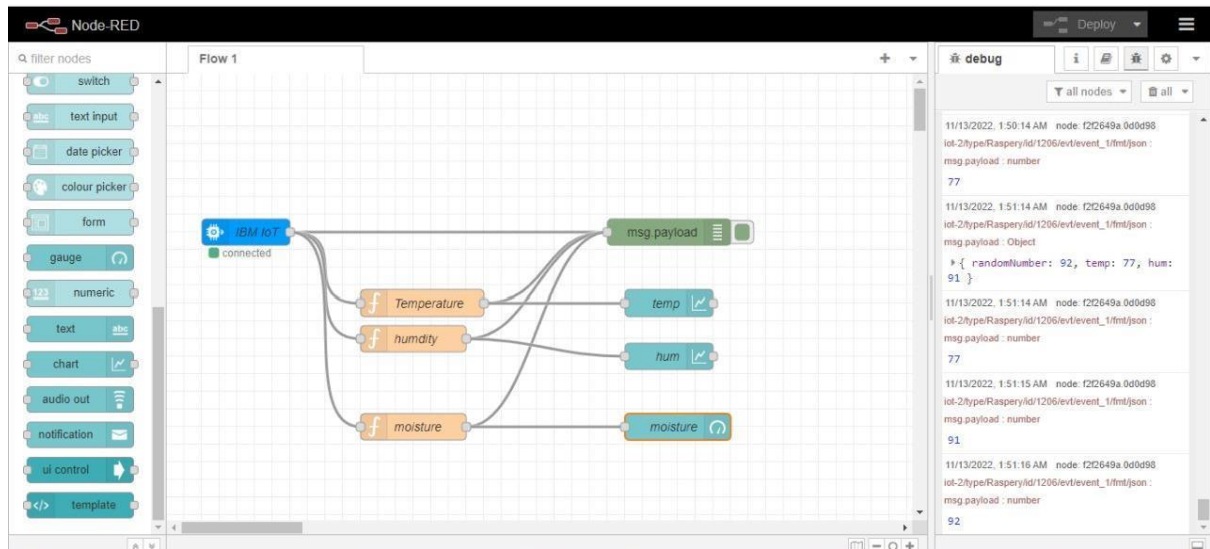 Node-RED
Deploy
filter nodes
switch
abc
text input
date picker
colour picker
form
gauge
123
numeric
text
abc
chart
audio out
notification
ui control
</>
template
Flow 1
IBM IoT
connected
Temperature
humdity
moisture
msg.payload
temp
hum
moisture
debug
i
all nodes
all
11/13/2022, 1:50:14 AM node: f2f2649a.0d0d98
iot-2/type/Raspery/id/1206/evt/event_1/fmt/json :
msg.payload : number
77
11/13/2022, 1:51:14 AM node: f2f2649a.0d0d98
iot-2/type/Raspery/id/1206/evt/event_1/fmt/json :
msg.payload : Object
{ randomNumber: 92, temp: 77, hum:
91 }
11/13/2022, 1:51:14 AM node: f2f2649a.0d0d98
iot-2/type/Raspery/id/1206/evt/event_1/fmt/json :
msg.payload : number
77
11/13/2022, 1:51:15 AM node: f2f2649a.0d0d98
iot-2/type/Raspery/id/1206/evt/event_1/fmt/json :
msg.payload : number
91
11/13/2022, 1:51:16 AM node: f2f2649a.0d0d98
iot-2/type/Raspery/id/1206/evt/event_1/fmt/json :
msg.payload : number
92